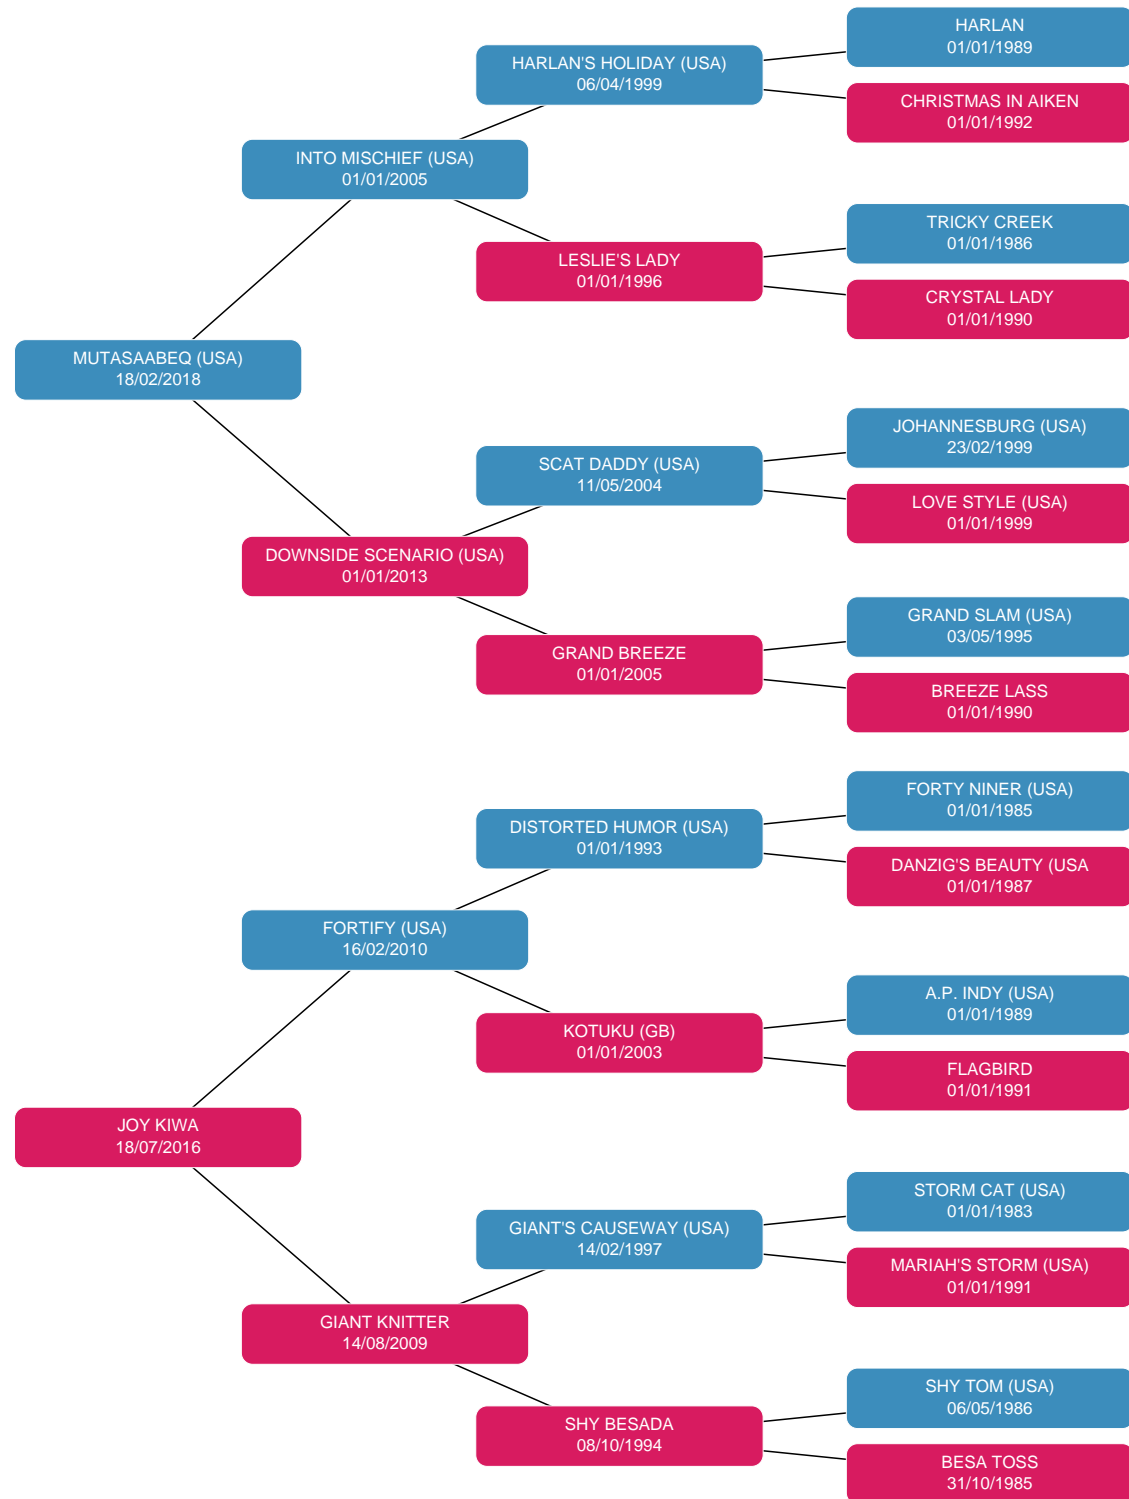 HARLAN
01/01/1989
HARLAN'S HOLIDAY (USA)
06/04/1999
CHRISTMAS IN AIKEN
01/01/1992
INTO MISCHIEF (USA)
01/01/2005
TRICKY CREEK
01/01/1986
LESLIE'S LADY
01/01/1996
CRYSTAL LADY
01/01/1990
MUTASAABEQ (USA)
18/02/2018
JOHANNESBURG (USA)
23/02/1999
SCAT DADDY (USA)
11/05/2004
LOVE STYLE (USA)
01/01/1999
DOWNSIDE SCENARIO (USA)
01/01/2013
GRAND SLAM (USA)
03/05/1995
GRAND BREEZE
01/01/2005
BREEZE LASS
01/01/1990
FORTY NINER (USA)
01/01/1985
DISTORTED HUMOR (USA)
01/01/1993
DANZIG'S BEAUTY (USA
01/01/1987
FORTIFY (USA)
16/02/2010
A.P. INDY (USA)
01/01/1989
KOTUKU (GB)
01/01/2003
FLAGBIRD
01/01/1991
JOY KIWA
18/07/2016
STORM CAT (USA)
01/01/1983
GIANT'S CAUSEWAY (USA)
14/02/1997
MARIAH'S STORM (USA)
01/01/1991
GIANT KNITTER
14/08/2009
SHY TOM (USA)
06/05/1986
SHY BESADA
08/10/1994
BESA TOSS
31/10/1985